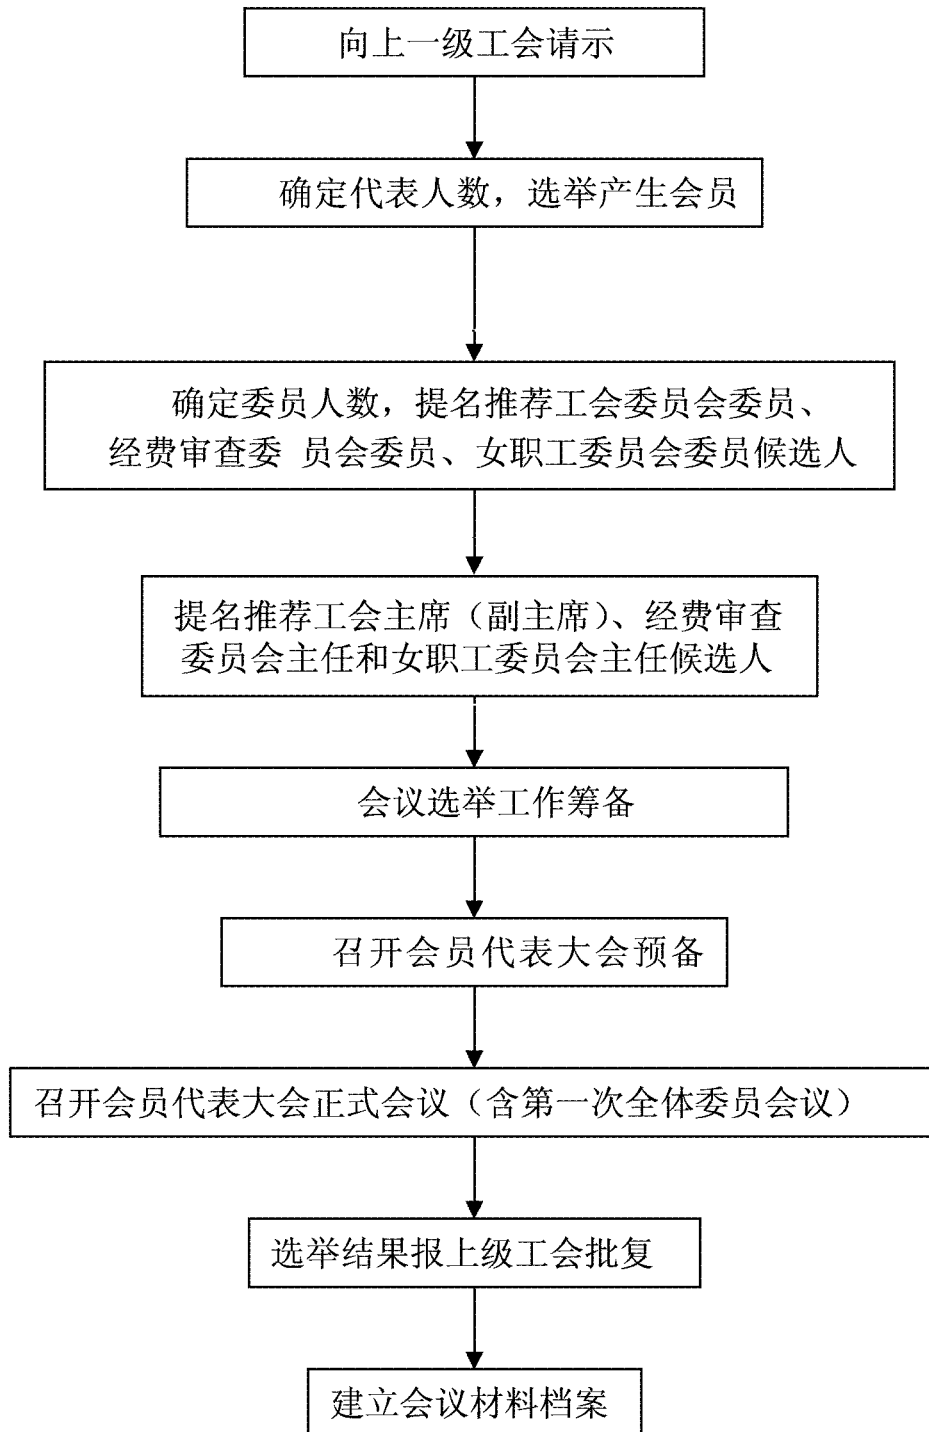 向上一级工会请示
确定代表人数，选举产生会员
确定委员人数，提名推荐工会委员会委员、
经费审查委 员会委员、女职工委员会委员候选人
提名推荐工会主席（副主席）、经费审查
委员会主任和女职工委员会主任候选人
会议选举工作筹备
召开会员代表大会预备
召开会员代表大会正式会议（含第一次全体委员会议）
选举结果报上级工会批复
建立会议材料档案